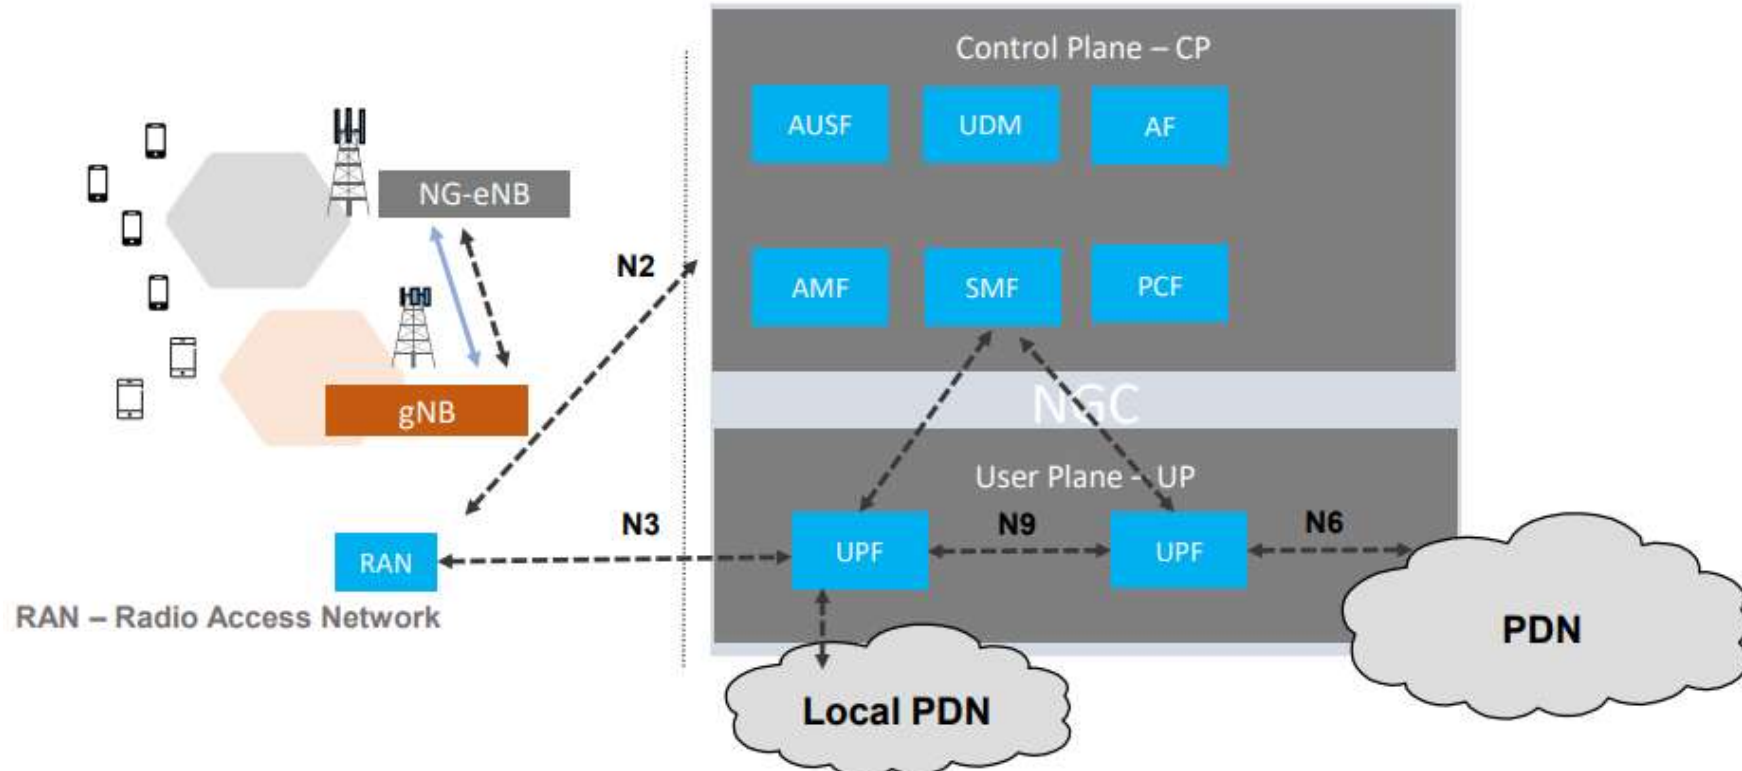 Control Plane – CP
AUSF
UDM
AF
NG-eNB
N2
AMF
SMF
PCF
NGC
gNB
User Plane - UP
N3
N9
N6
RAN
UPF
UPF
RAN – Radio Access Network
PDN
Local PDN